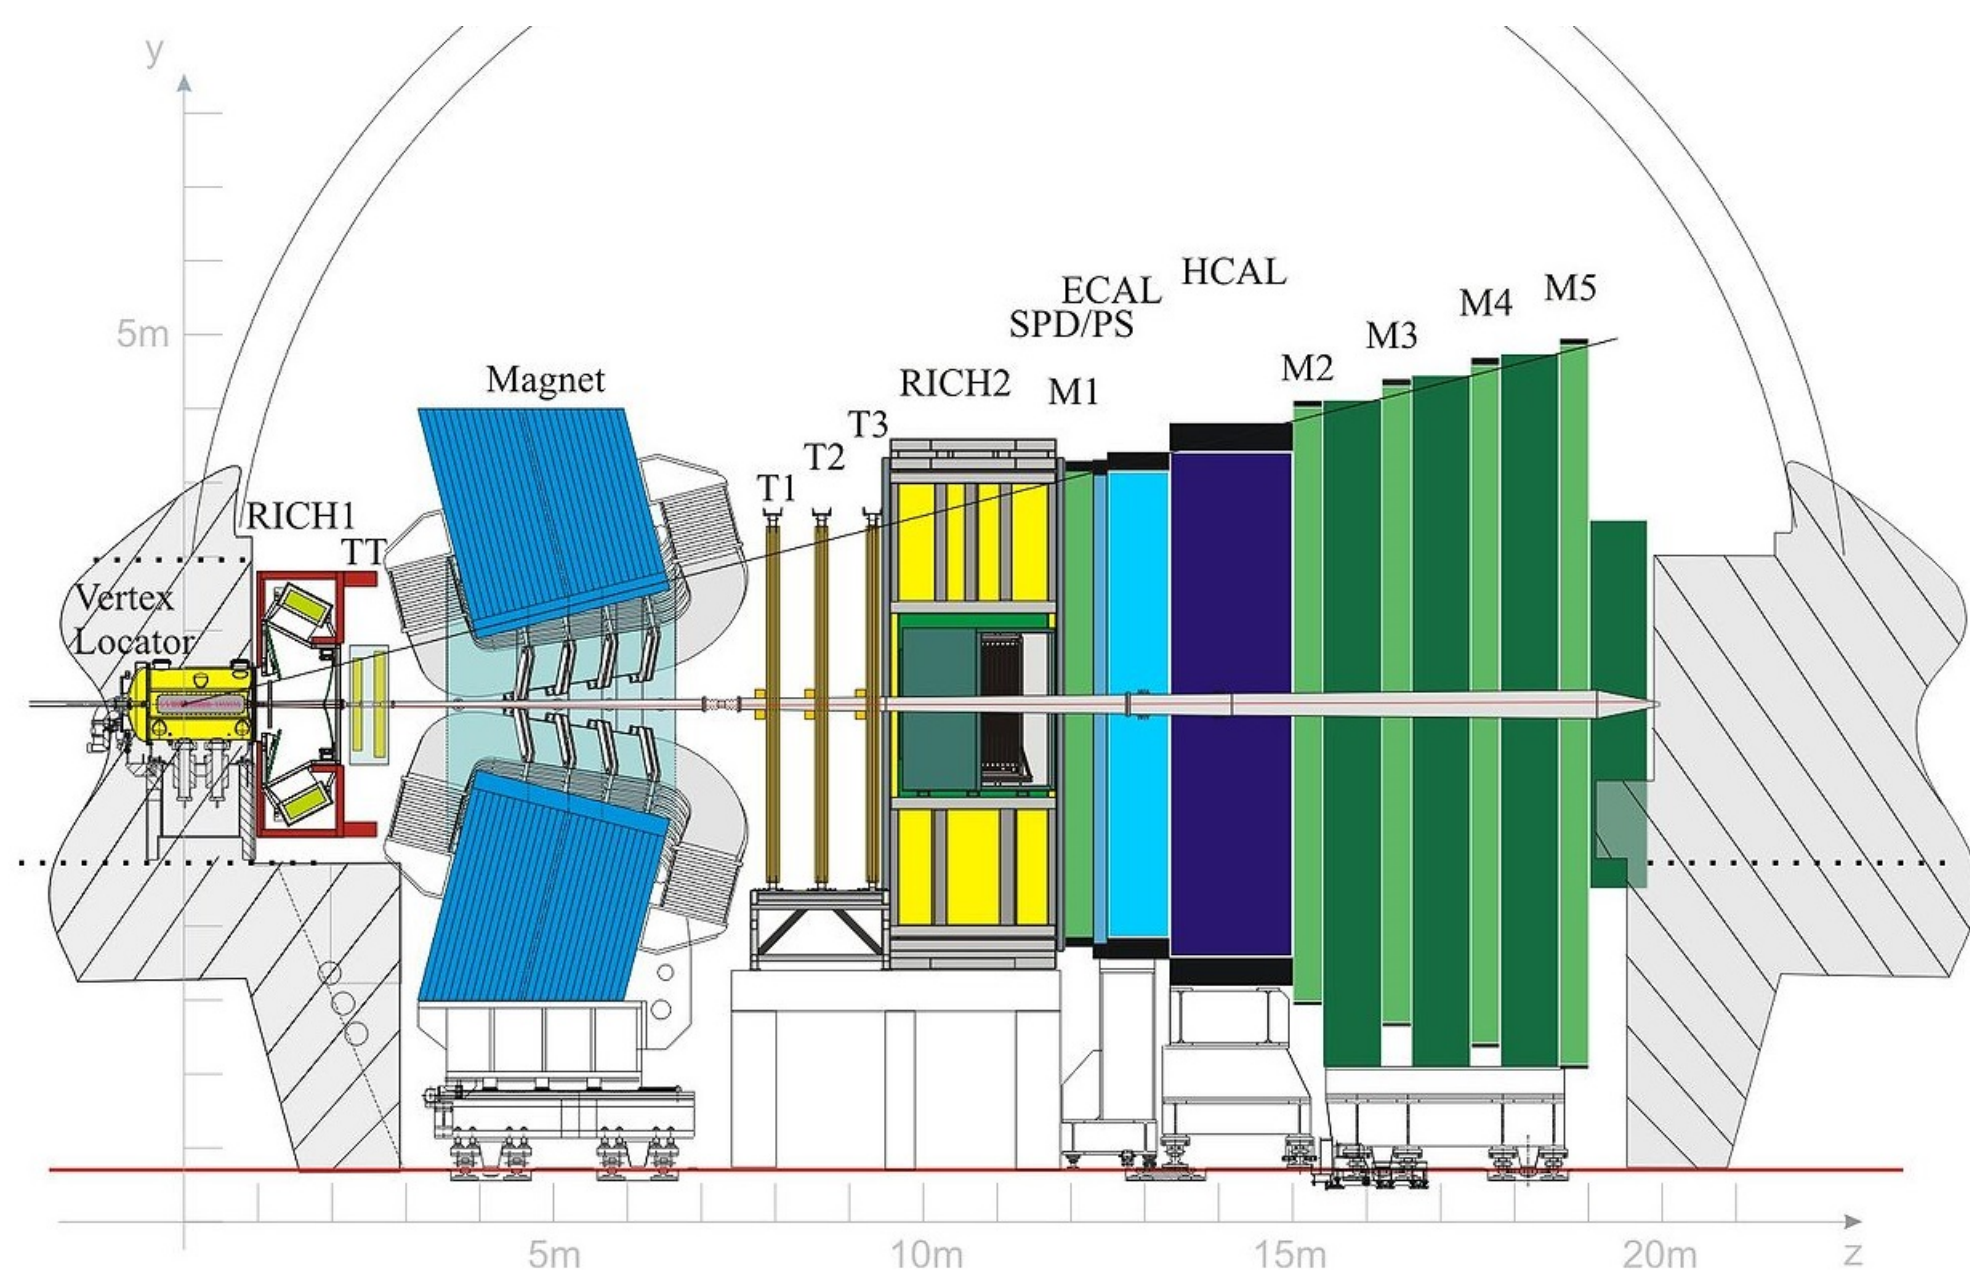 y
5m
HCAL
ECAL
SPD/PS
M5
M4
M3
M2
M1
RICH2
Magnet
T3
T2
T1
RICH1
TT
Vertex
Locator
5m
10m
15m
20m
z